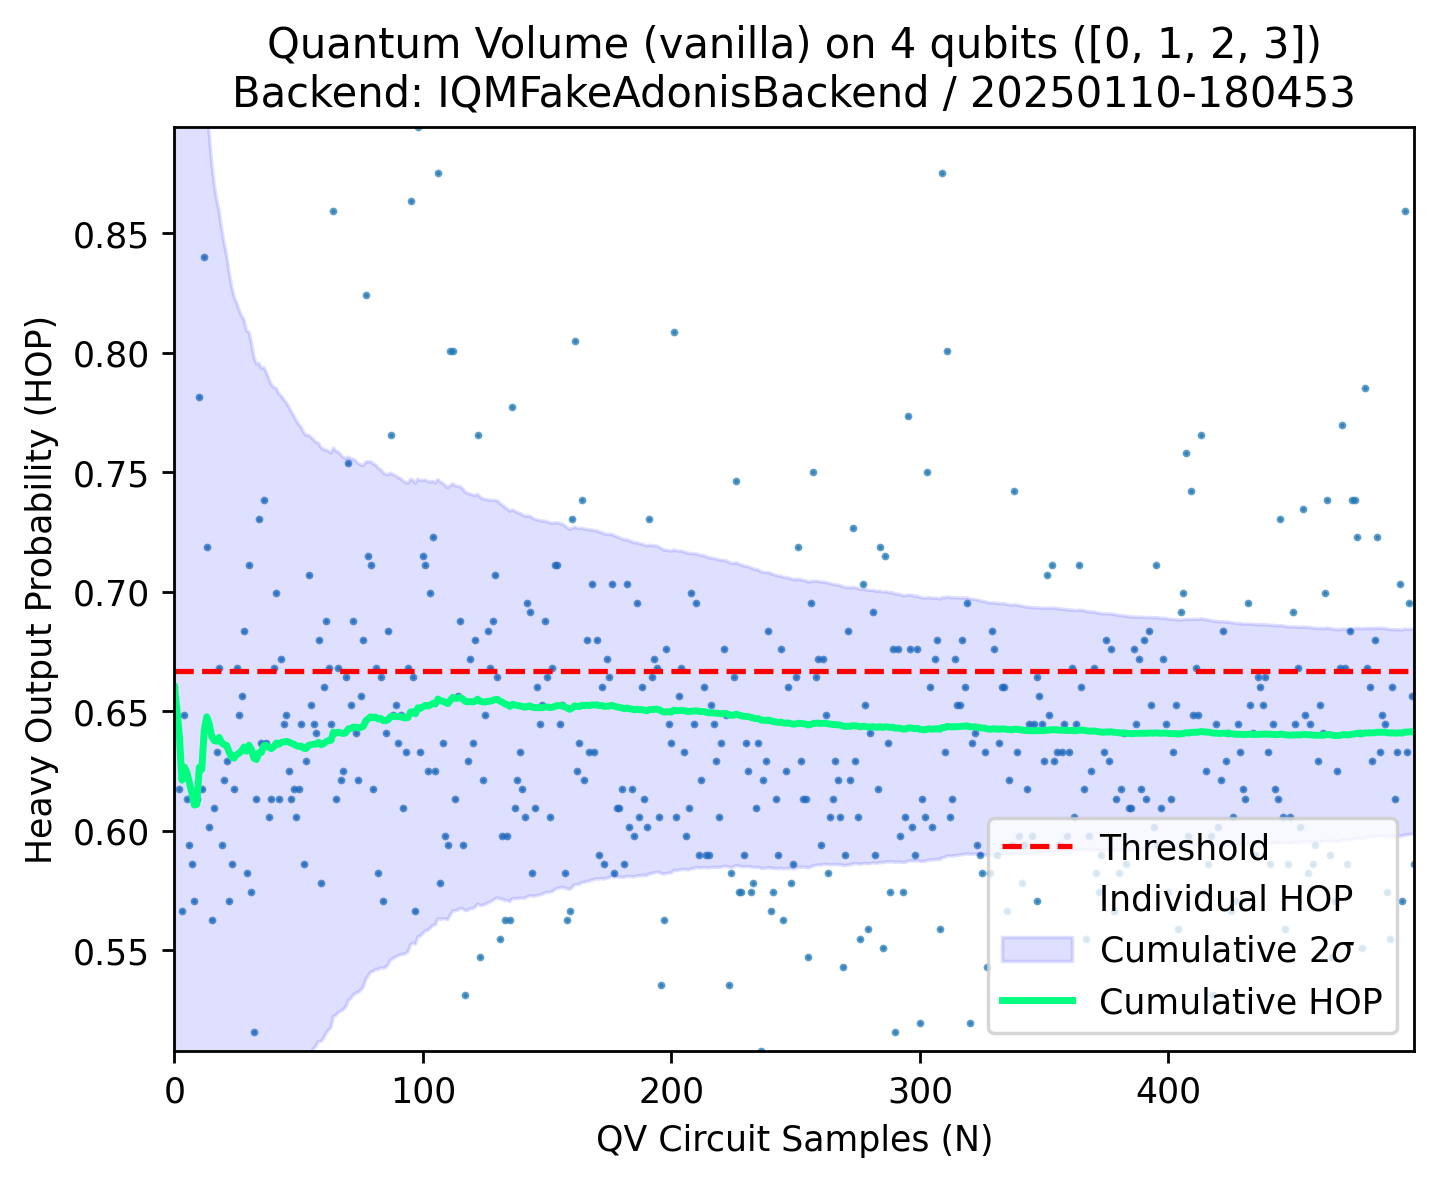 Quantum Volume (vanilla) on 4 qubits ([0, 1, 2, 3])
Backend: IQMFakeAdonisBackend / 20250110-180453
Heavy Output Probability (HOP)
0.85
0.80
0.75
0.70
0.65
0.60
0.55
Threshold
Individual HOP
Cumulative 2σ
Cumulative HOP
0 100 200 300 400
QV Circuit Samples (N)